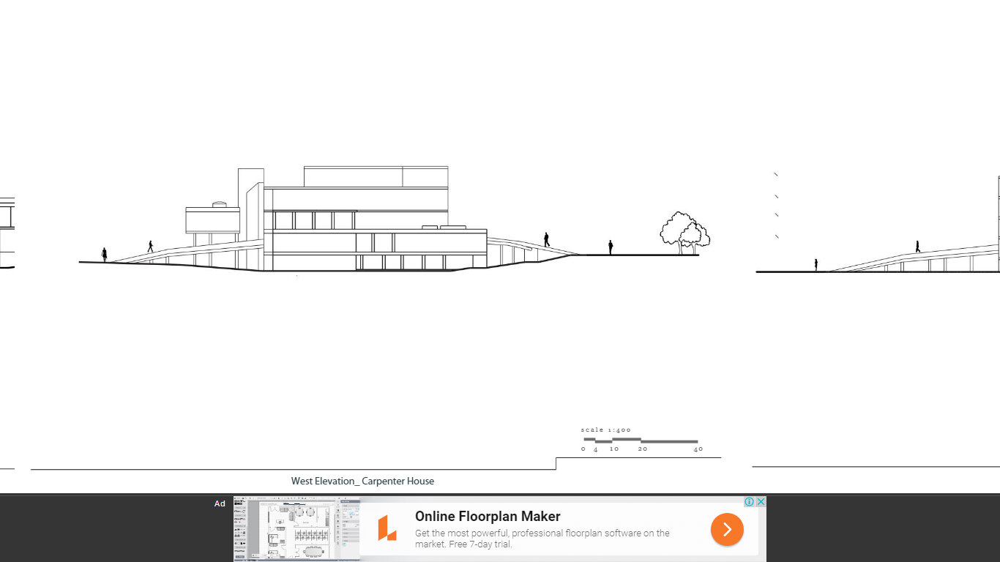 scale 1:400
0 4 10 20 40
West Elevation_ Carpenter House
Ad
Online Floorplan Maker
Get the most powerful, professional floorplan software on the
market. Free 7-day trial.